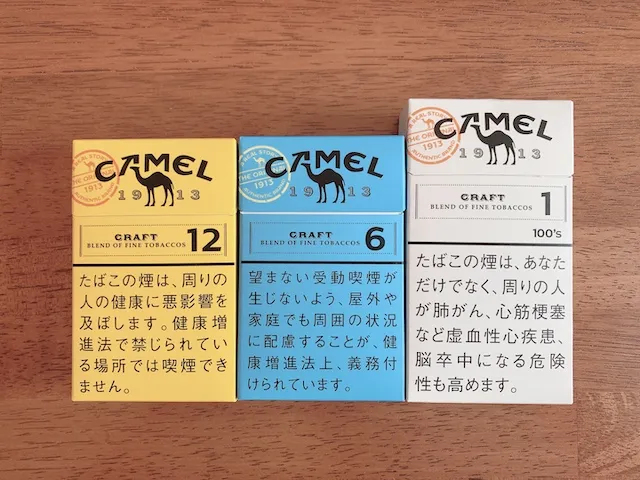 CAMEL
1913
THE ORIGINAL
1913
AUTHENTIC BRAND
CRAFT
BLEND OF FINE TOBACCOS
12
たばこの煙は、周りの
人の健康に悪影響を
及ぼします。健康増
進法で禁じられてい
る場所では喫煙でき
ません。
CAMEL
1913
1913
CRAFT
BLEND OF FINE TOBACCOS
6
望まない受動喫煙が
生じないよう、屋外や
家庭でも周囲の状況
に配慮することが、健
康増進法上、義務付
けられています。
CAMEL
1913
1913
AUTHENTIC BRAND
CRAFT
BLEND OF FINE TOBACCOS
1
100's
たばこの煙は、あなた
だけでなく、周りの人
が肺がん、心筋梗塞
など虚血性心疾患、
脳卒中になる危険
性も高めます。